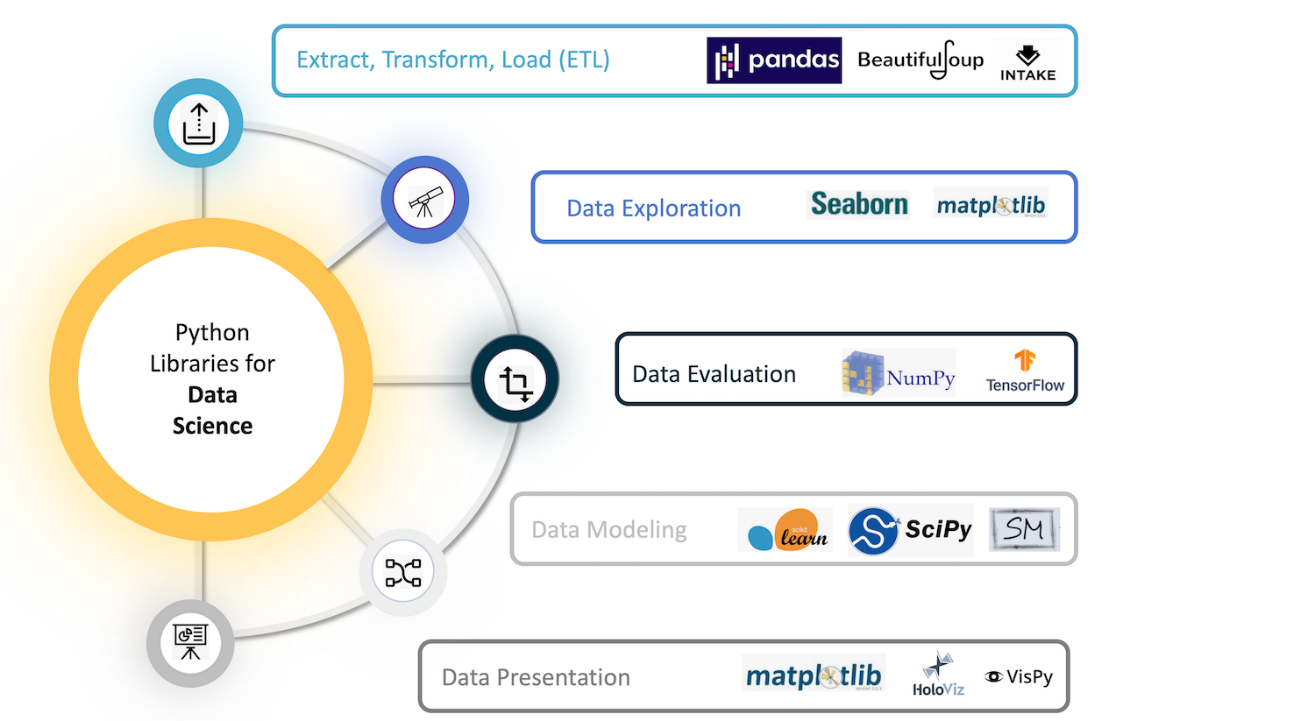 Extract, Transform, Load (ETL)
pandas
BeautifulSoup
INTAKE
Data Exploration
Seaborn
matplotlib
Python
Libraries for
Data
Science
Data Evaluation
NumPy
TensorFlow
Data Modeling
learn
SciPy
SM
Data Presentation
matplotlib
HoloViz
VisPy